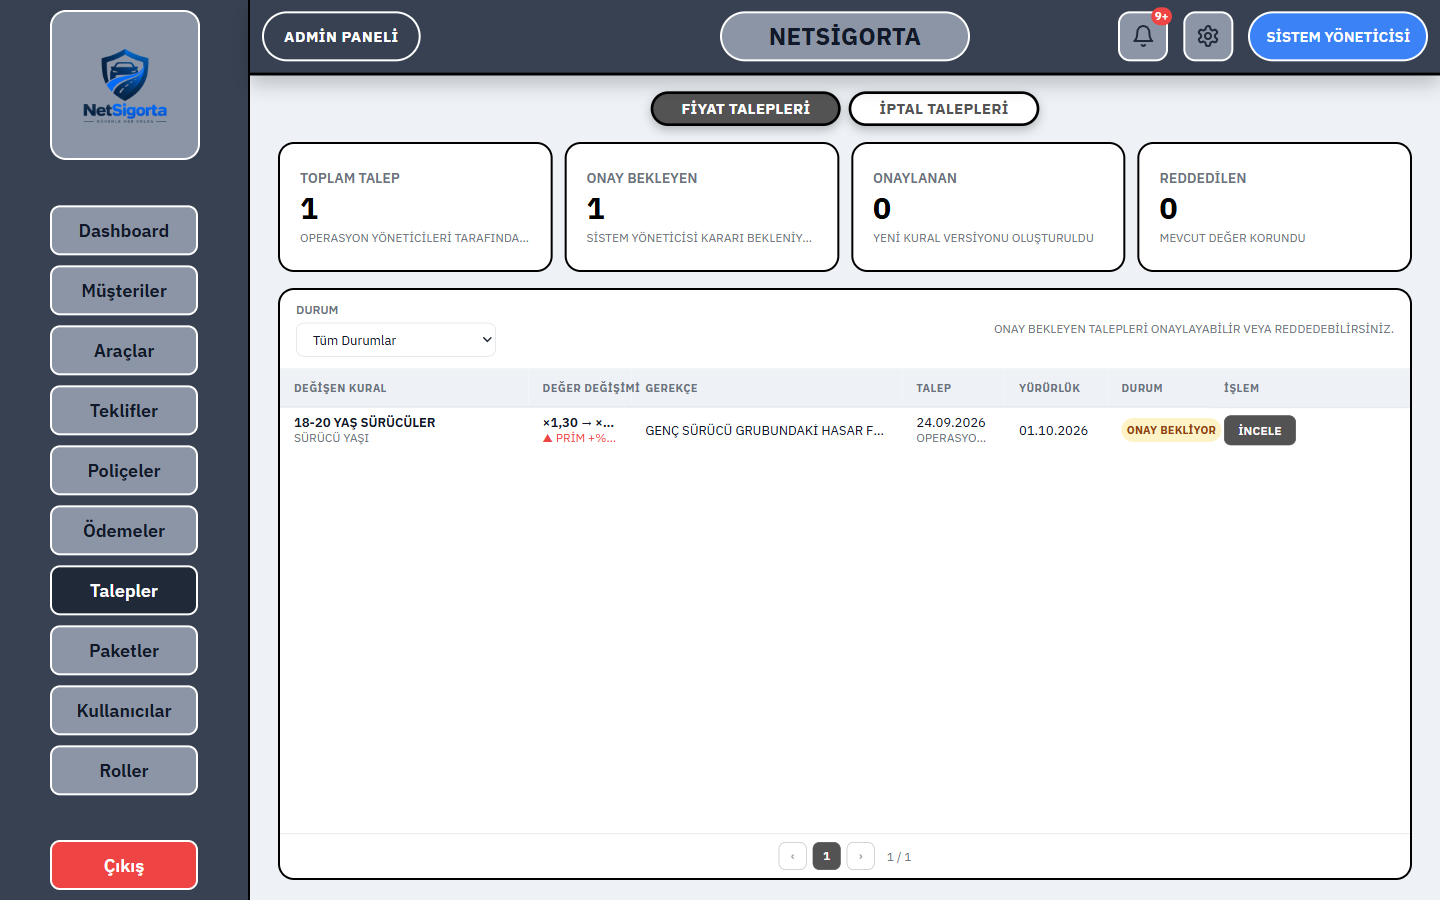 NetSigorta
ADMİN PANELİ
NETSİGORTA
9+
SİSTEM YÖNETİCİSİ
Dashboard
Müşteriler
Araçlar
Teklifler
Poliçeler
Ödemeler
Talepler
Paketler
Kullanıcılar
Roller
Çıkış
FİYAT TALEPLERİ
İPTAL TALEPLERİ
TOPLAM TALEP
1
OPERASYON YÖNETİCİLERİ TARAFINDA...
ONAY BEKLEYEN
1
SİSTEM YÖNETİCİSİ KARARI BEKLENİY...
ONAYLANAN
0
YENİ KURAL VERSİYONU OLUŞTURULDU
REDDEDİLEN
0
MEVCUT DEĞER KORUNDU
DURUM
Tüm Durumlar
ONAY BEKLEYEN TALEPLERİ ONAYLAYABİLİR VEYA REDDEDEBİLİRSİNİZ.
DEĞİŞEN KURAL DEĞER DEĞİŞİMİ GEREKÇE TALEP YÜRÜRLÜK DURUM İŞLEM
18-20 YAŞ SÜRÜCÜLER
SÜRÜCÜ YAŞI
×1,30 → ×...
▲ PRİM +%...
GENÇ SÜRÜCÜ GRUBUNDAKİ HASAR F...
24.09.2026
OPERASYO...
01.10.2026
ONAY BEKLİYOR
İNCELE
‹ 1 › 1 / 1